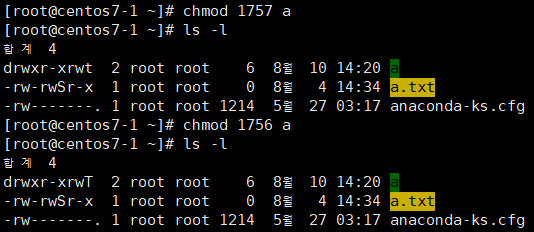 [root@centos7-1 ~]# chmod 1757 a
[root@centos7-1 ~]# ls -l
합계 4
drwxr-xrwt  2 root root    6  8월  10 14:20 a
-rw-rwSr-x  1 root root    0  8월   4 14:34 a.txt
-rw-------. 1 root root 1214  5월  27 03:17 anaconda-ks.cfg
[root@centos7-1 ~]# chmod 1756 a
[root@centos7-1 ~]# ls -l
합계 4
drwxr-xrwT  2 root root    6  8월  10 14:20 a
-rw-rwSr-x  1 root root    0  8월   4 14:34 a.txt
-rw-------. 1 root root 1214  5월  27 03:17 anaconda-ks.cfg